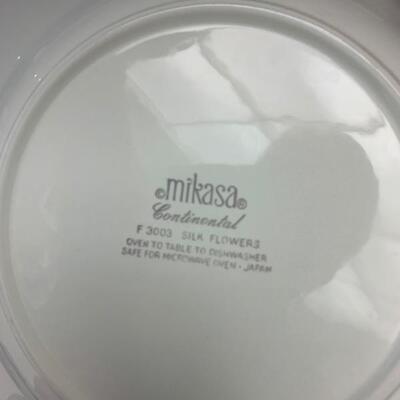 ©mikasa®
Continental
F 3003 SILK FLOWERS
OVEN TO TABLE TO DISHWASHER
SAFE FOR MICROWAVE OVEN • JAPAN